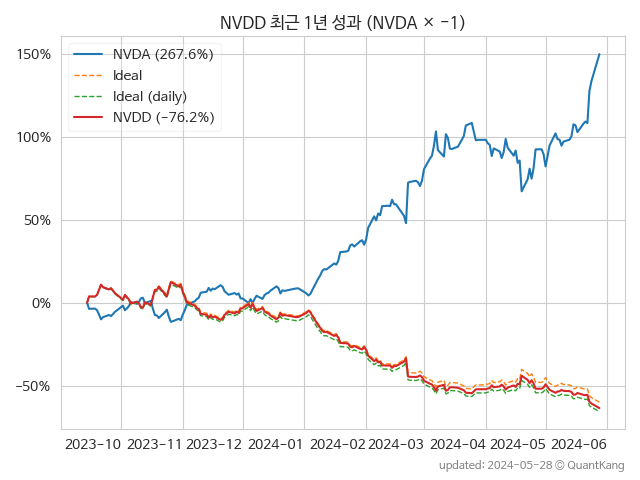 NVDD 최근 1년 성과 (NVDA × −1)
NVDA (267.6%)
Ideal
Ideal (daily)
NVDD (−76.2%)
150%
100%
50%
0%
−50%
2023-10 2023-11 2023-12 2024-01 2024-02 2024-03 2024-04 2024-05 2024-06
updated: 2024-05-28 © QuantKang